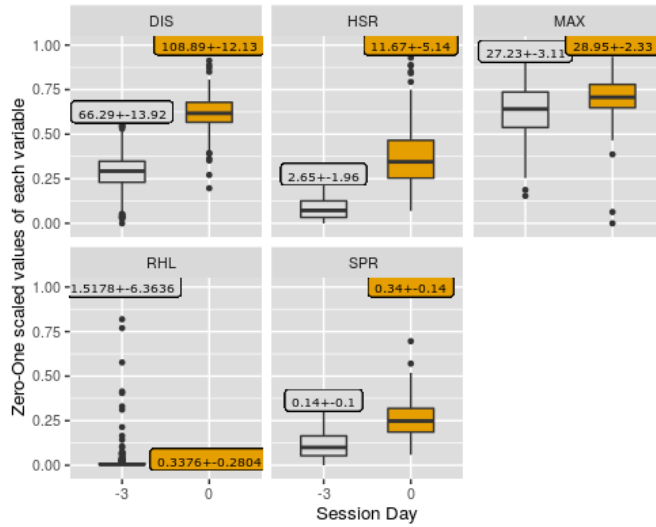 DIS HSR MAX
1.00 108.89+-12.13 11.67+-5.14 27.23+-3.11 28.95+-2.33
0.75
66.29+-13.92
0.50
0.25 2.65+-1.96
0.00
RHL SPR
1.00 1.5178+-6.3636 0.34+-0.14
0.75
0.50
0.14+-0.1
0.25
0.00 0.3376+-0.2804
-3 0 -3 0
Session Day
Zero-One scaled values of each variable